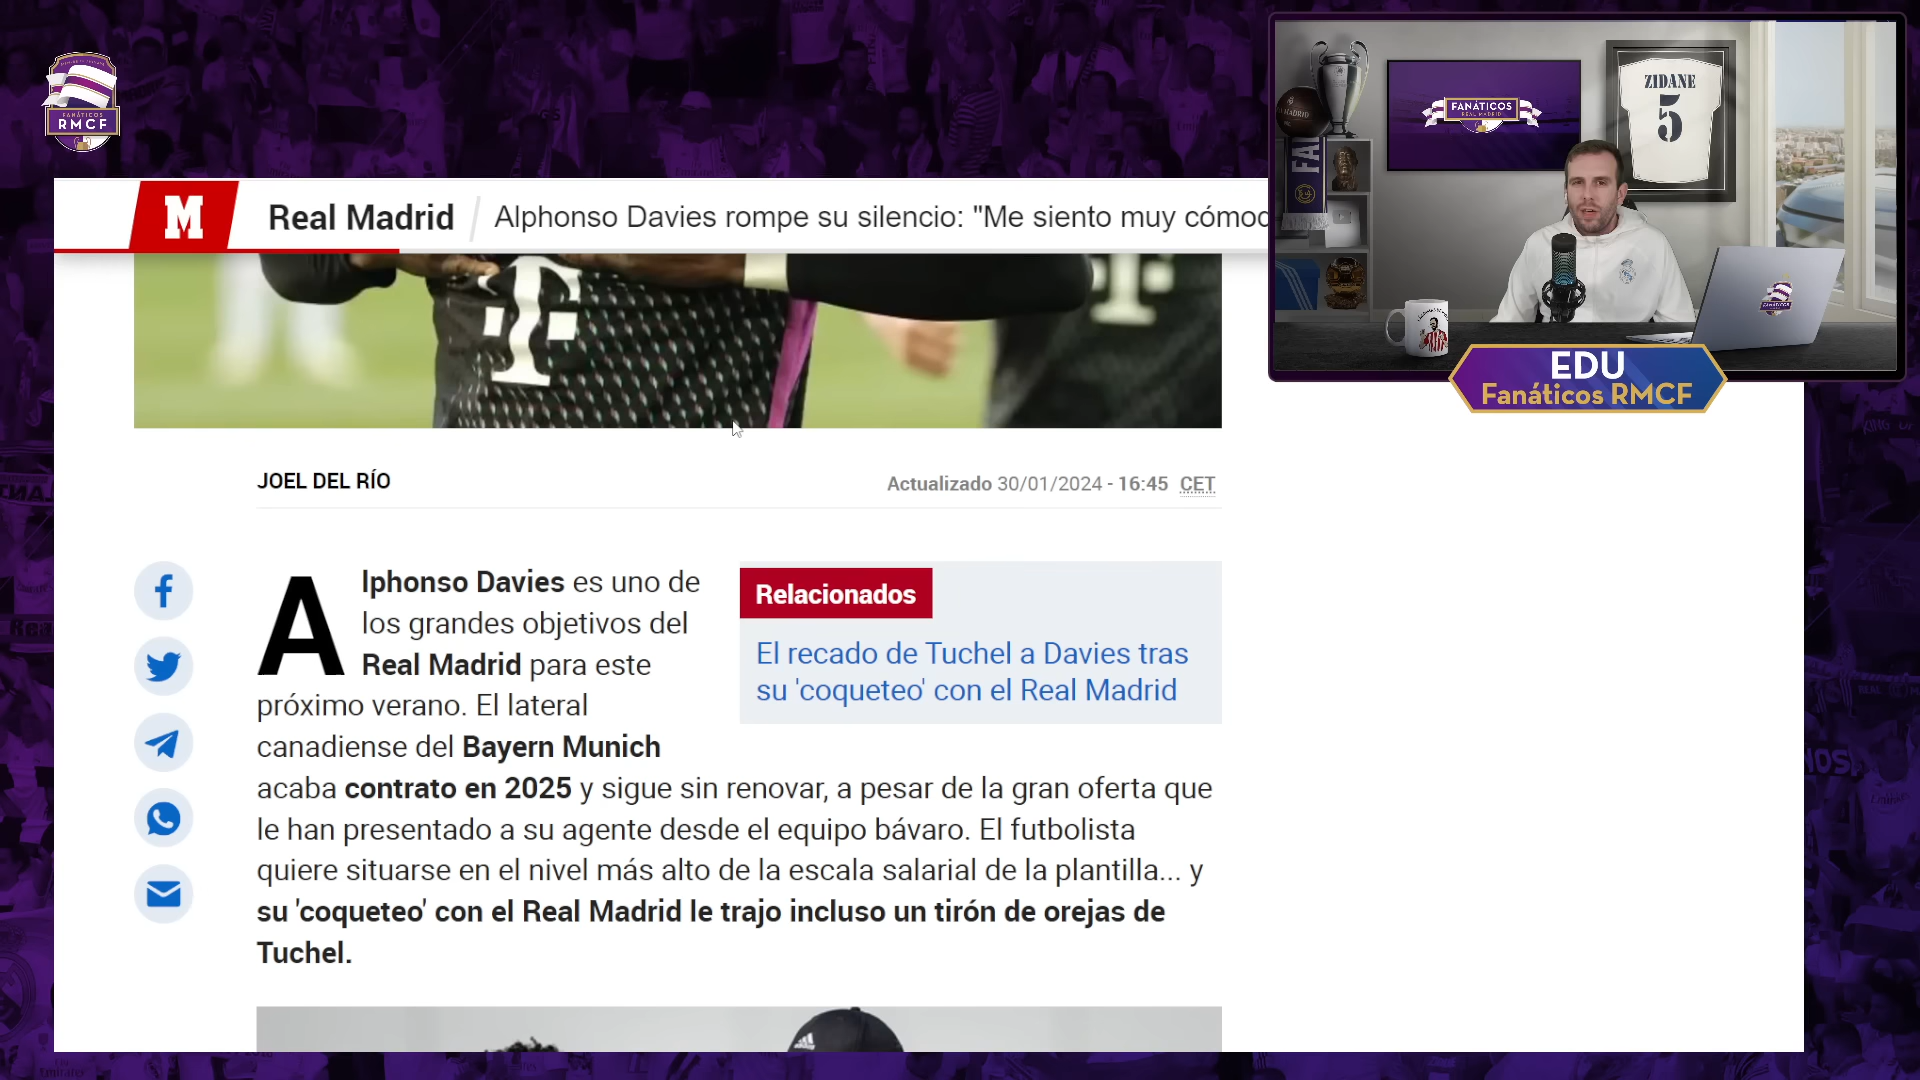 FANÁTICOS
RMCF
Real Madrid
Alphonso Davies rompe su silencio: "Me siento muy cómod
FANÁTICOS
REAL MADRID
ZIDANE
5
MADRID
FA
EDU
Fanáticos RMCF
JOEL DEL RÍO
Actualizado 30/01/2024 - 16:45 CET
Alphonso Davies es uno de
los grandes objetivos del
Real Madrid para este
próximo verano. El lateral
canadiense del Bayern Munich
acaba contrato en 2025 y sigue sin renovar, a pesar de la gran oferta que
le han presentado a su agente desde el equipo bávaro. El futbolista
quiere situarse en el nivel más alto de la escala salarial de la plantilla... y
su 'coqueteo' con el Real Madrid le trajo incluso un tirón de orejas de
Tuchel.
Relacionados
El recado de Tuchel a Davies tras
su 'coqueteo' con el Real Madrid